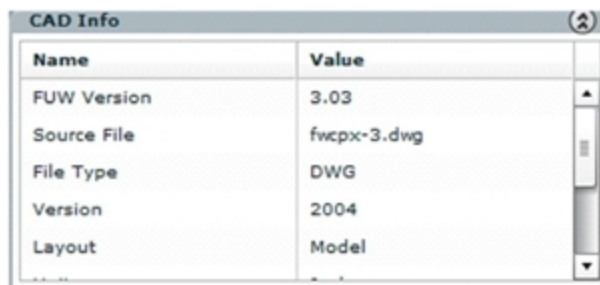 CAD Info
Name Value
FUW Version 3.03
Source File fwcpx-3.dwg
File Type DWG
Version 2004
Layout Model